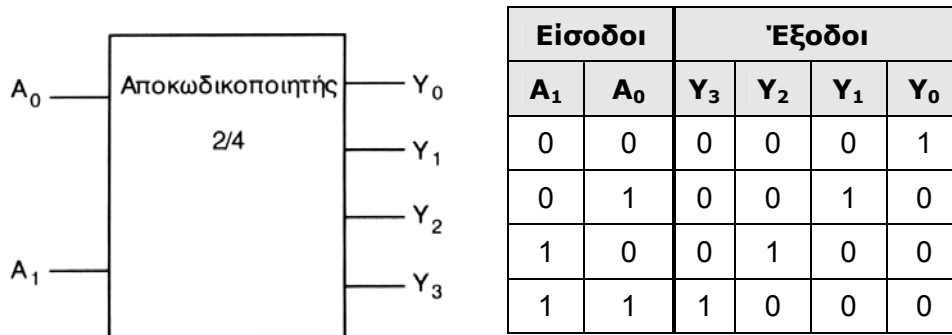 Αποκωδικοποιητής
2/4
A0
A1
Y0
Y1
Y2
Y3
Είσοδοι Έξοδοι
A1 A0 Y3 Y2 Y1 Y0
0 0 0 0 0 1
0 1 0 0 1 0
1 0 0 1 0 0
1 1 1 0 0 0